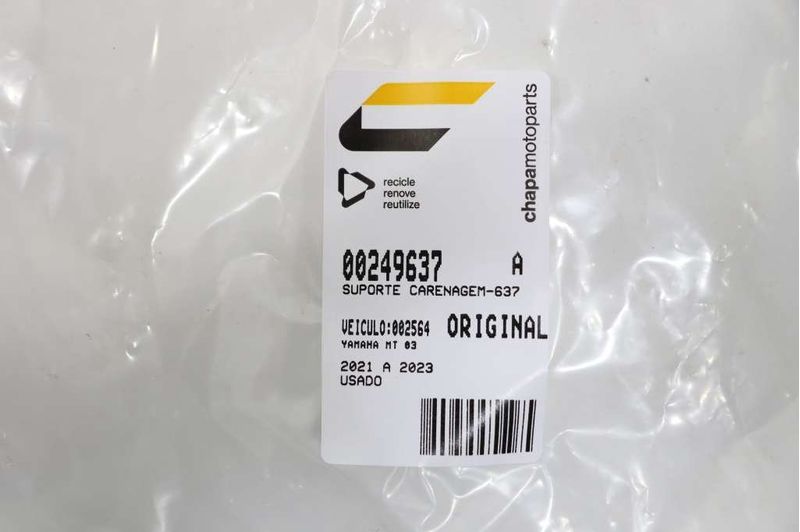 chapamotoparts
recicle
renove
reutilize
00249637 A
SUPORTE CARENAGEM-637
VEICULO:002564 ORIGINAL
YAMAHA MT 03
2021 A 2023
USADO